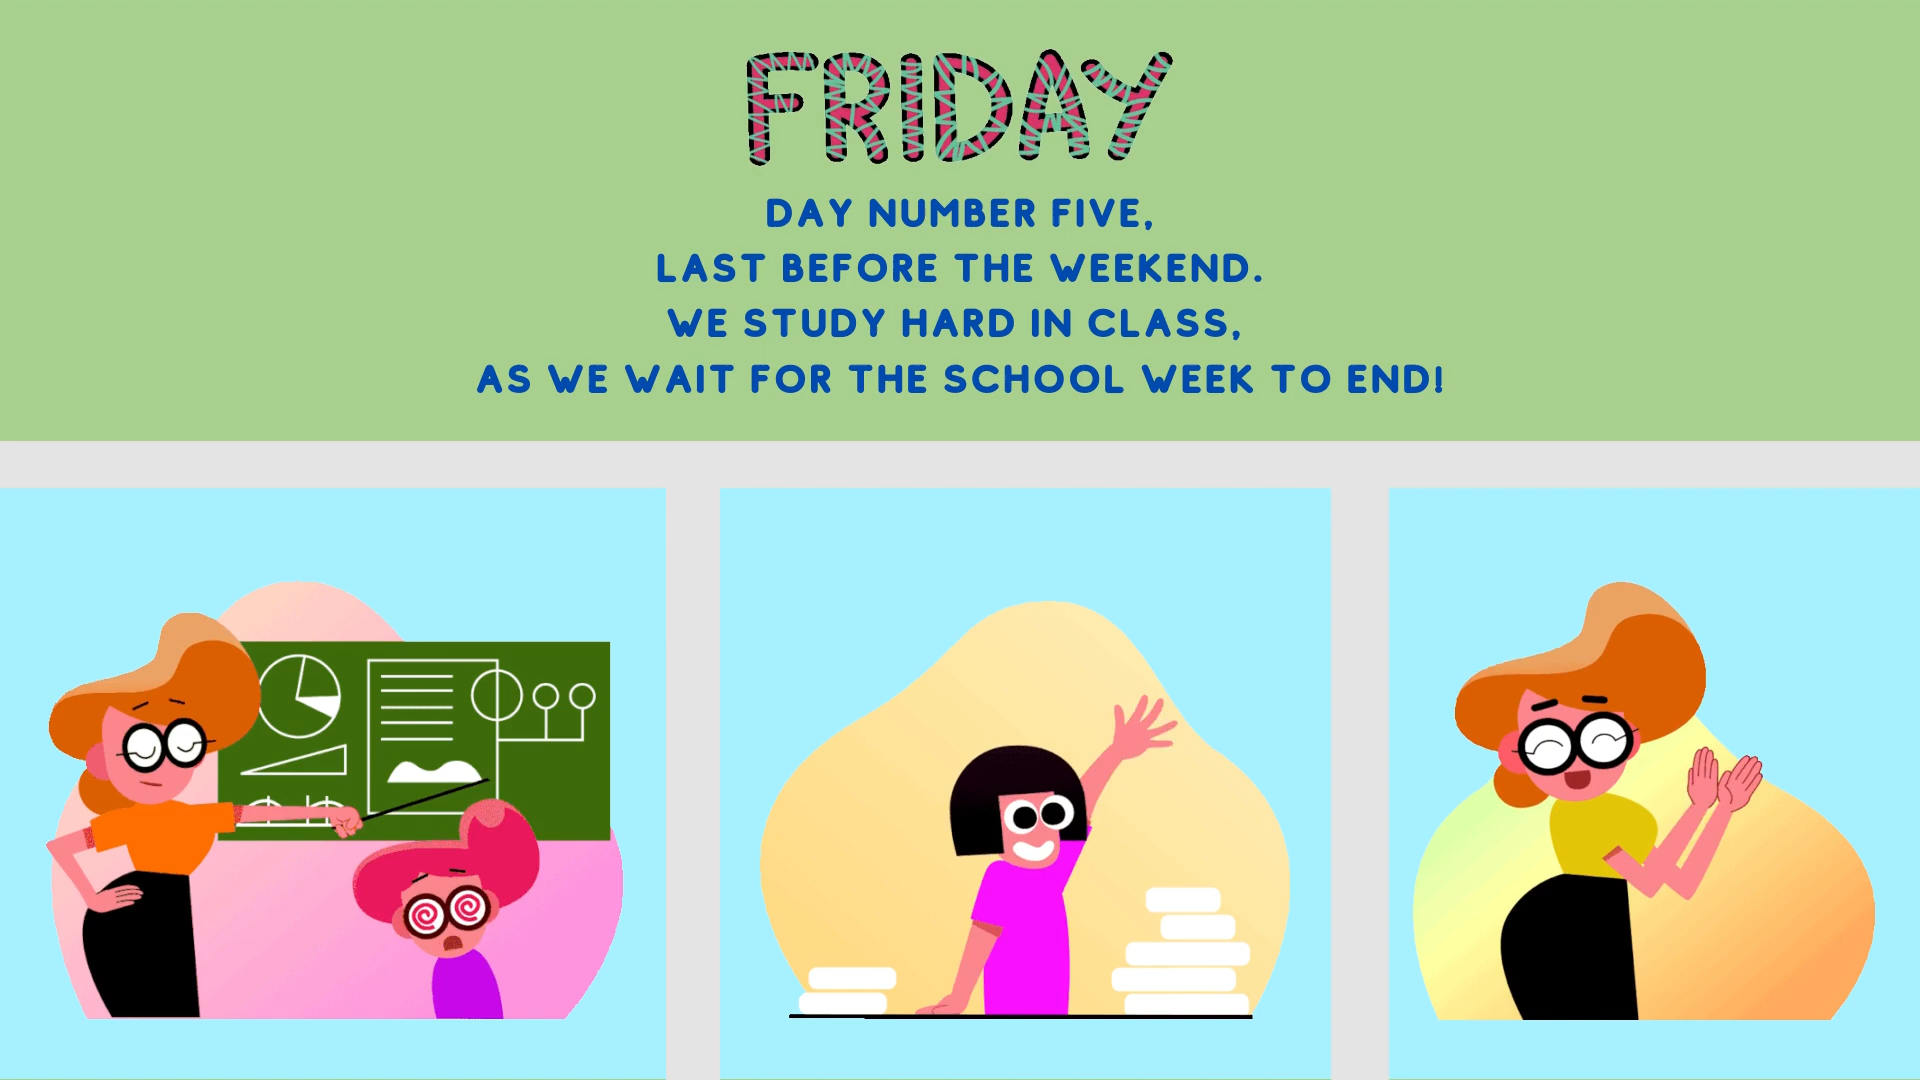 FRIDAY
DAY NUMBER FIVE,
LAST BEFORE THE WEEKEND.
WE STUDY HARD IN CLASS,
AS WE WAIT FOR THE SCHOOL WEEK TO END!